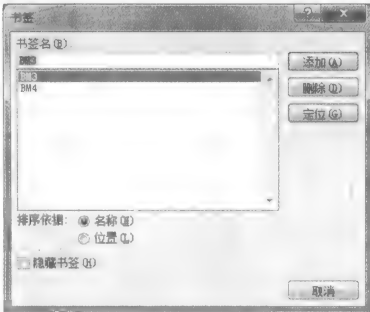 书签
书签名(B)
BM3
添加(A)
BM3
BM4
删除(D)
定位(G)
排序依据:
名称(N)
位置(L)
隐藏书签(H)
取消